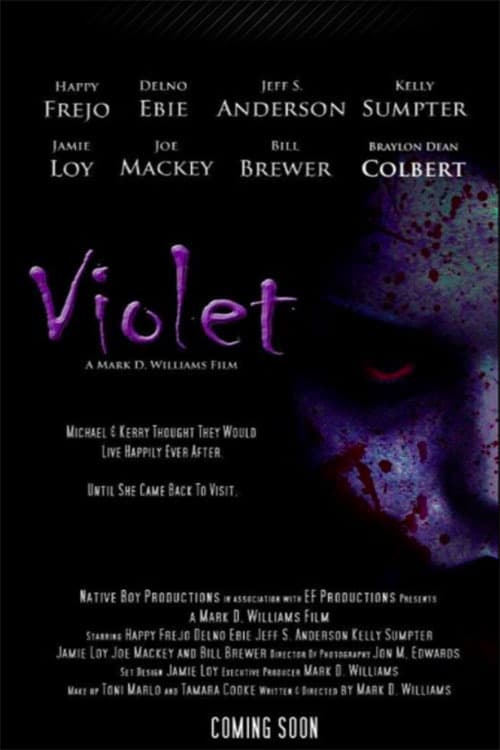 HAPPY FREJO DELNO EBIE JEFF S. ANDERSON KELLY SUMPTER
JAMIE LOY JOE MACKEY BILL BREWER BRAYLON DEAN COLBERT
Violet
A MARK D. WILLIAMS FILM
MICHAEL & KERRY THOUGHT THEY WOULD
LIVE HAPPILY EVER AFTER.
UNTIL SHE CAME BACK TO VISIT.
NATIVE BOY PRODUCTIONS IN ASSOCIATION WITH EF PRODUCTIONS PRESENTS
A MARK D. WILLIAMS FILM
STARRING HAPPY FREJO DELNO EBIE JEFF S. ANDERSON KELLY SUMPTER
JAMIE LOY JOE MACKEY AND BILL BREWER DIRECTOR OF PHOTOGRAPHY JON M. EDWARDS
SET DESIGN JAMIE LOY EXECUTIVE PRODUCER MARK D. WILLIAMS
MAKE UP TONI MARLO AND TAMARA COOKE WRITTEN & DIRECTED BY MARK D. WILLIAMS
COMING SOON